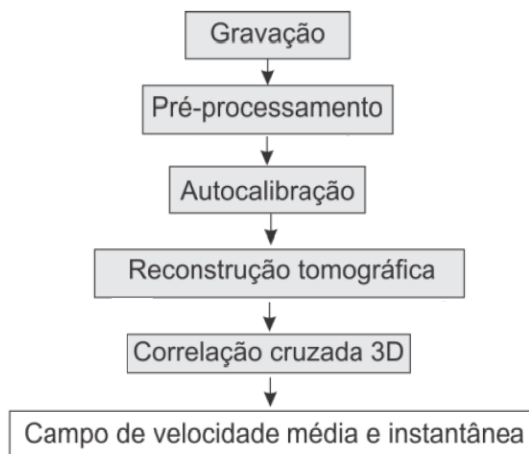 Gravação
Pré-processamento
Autocalibração
Reconstrução tomográfica
Correlação cruzada 3D
Campo de velocidade média e instantânea